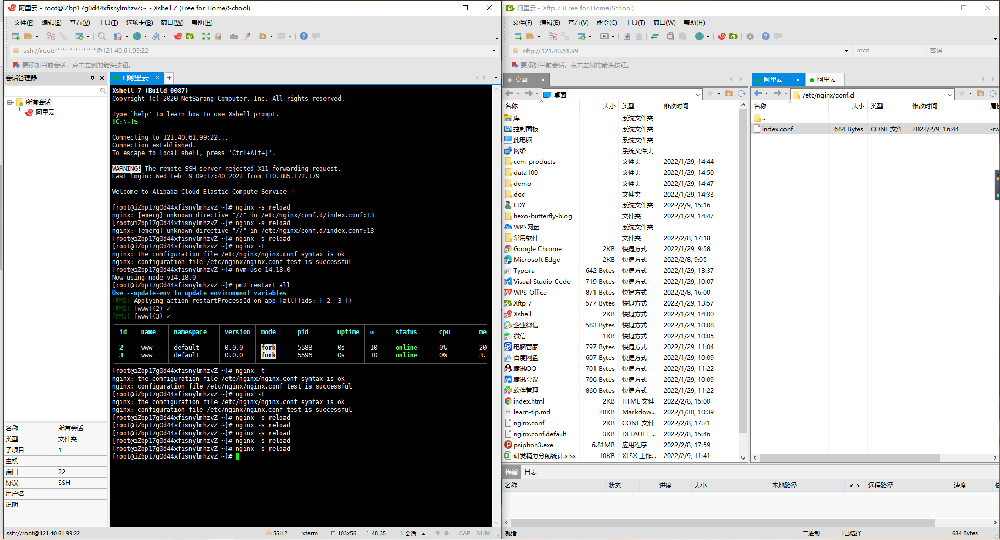 阿里云 - root@iZbp17g0d44xfisnylmhzvZ:~ - Xshell 7 (Free for Home/School)
文件(F) 编辑(E) 查看(V) 工具(T) 选项卡(B) 窗口(W) 帮助(H)
ssh://root:****************@121.40.61.99:22
要添加当前会话，点击左侧的箭头按钮。
会话管理器
所有会话
阿里云
名称 所有会话
类型 文件夹
子项目 1
主机
端口 22
协议 SSH
用户名
说明
1 阿里云
Xshell 7 (Build 0087)
Copyright (c) 2020 NetSarang Computer, Inc. All rights reserved.
Type `help' to learn how to use Xshell prompt.
[C:\~]$
Connecting to 121.40.61.99:22...
Connection established.
To escape to local shell, press 'Ctrl+Alt+]'.
WARNING! The remote SSH server rejected X11 forwarding request.
Last login: Wed Feb  9 09:17:40 2022 from 110.185.172.179
Welcome to Alibaba Cloud Elastic Compute Service !
[root@iZbp17g0d44xfisnylmhzvZ ~]# nginx -s reload
nginx: [emerg] unknown directive "//" in /etc/nginx/conf.d/index.conf:13
[root@iZbp17g0d44xfisnylmhzvZ ~]# nginx -s reload
nginx: [emerg] unknown directive "//" in /etc/nginx/conf.d/index.conf:13
[root@iZbp17g0d44xfisnylmhzvZ ~]# nginx -s reload
[root@iZbp17g0d44xfisnylmhzvZ ~]# nginx -t
nginx: the configuration file /etc/nginx/nginx.conf syntax is ok
nginx: configuration file /etc/nginx/nginx.conf test is successful
[root@iZbp17g0d44xfisnylmhzvZ ~]# nvm use 14.18.0
Now using node v14.18.0
[root@iZbp17g0d44xfisnylmhzvZ ~]# pm2 restart all
Use --update-env to update environment variables
[PM2] Applying action restartProcessId on app [all](ids: [ 2, 3 ])
[PM2] [www](2) ✓
[PM2] [www](3) ✓
id name namespace version mode pid uptime ↺ status cpu me
2 www default 0.0.0 fork 5588 0s 10 online 0% 20
3 www default 0.0.0 fork 5596 0s 10 online 0% 3.
[root@iZbp17g0d44xfisnylmhzvZ ~]# nginx -t
nginx: the configuration file /etc/nginx/nginx.conf syntax is ok
nginx: configuration file /etc/nginx/nginx.conf test is successful
[root@iZbp17g0d44xfisnylmhzvZ ~]# nginx -t
nginx: the configuration file /etc/nginx/nginx.conf syntax is ok
nginx: configuration file /etc/nginx/nginx.conf test is successful
[root@iZbp17g0d44xfisnylmhzvZ ~]# nginx -s reload
[root@iZbp17g0d44xfisnylmhzvZ ~]# nginx -s reload
[root@iZbp17g0d44xfisnylmhzvZ ~]# nginx -s reload
[root@iZbp17g0d44xfisnylmhzvZ ~]# nginx -s reload
[root@iZbp17g0d44xfisnylmhzvZ ~]# nginx -s reload
[root@iZbp17g0d44xfisnylmhzvZ ~]#
ssh://root@121.40.61.99:22 SSH2 xterm 103x56 48,35 1 会话 CAP NUM
阿里云 - Xftp 7 (Free for Home/School)
文件(F) 编辑(E) 查看(V) 命令(C) 工具(T) 窗口(W) 帮助(H)
sftp://121.40.61.99 root 密码
要添加当前会话，点击左侧的箭头按钮。
桌面
桌面
名称 大小 类型 修改时间
库 系统文件夹
控制面板 系统文件夹
此电脑 系统文件夹
网络 系统文件夹
cem-products 文件夹 2022/1/29, 14:44
data100 文件夹 2022/1/29, 14:50
demo 文件夹 2022/1/29, 14:47
doc 文件夹 2022/1/29, 14:33
EDY 系统文件夹 2022/2/9, 15:16
hexo-butterfly-blog 文件夹 2022/1/29, 14:47
WPS网盘 系统文件夹
常用软件 文件夹 2022/2/8, 17:18
Google Chrome 2KB 快捷方式 2022/1/29, 9:58
Microsoft Edge 2KB 快捷方式 2022/2/8, 9:05
Typora 642 Bytes 快捷方式 2022/1/29, 13:37
Visual Studio Code 719 Bytes 快捷方式 2022/1/29, 10:07
WPS Office 871 Bytes 快捷方式 2022/2/8, 16:00
Xftp 7 577 Bytes 快捷方式 2022/1/29, 13:57
Xshell 2KB 快捷方式 2022/1/29, 14:00
企业微信 583 Bytes 快捷方式 2022/1/29, 10:08
微信 1KB 快捷方式 2022/1/29, 10:05
电脑管家 797 Bytes 快捷方式 2022/1/29, 11:04
百度网盘 607 Bytes 快捷方式 2022/1/29, 10:09
腾讯QQ 701 Bytes 快捷方式 2022/1/29, 11:22
腾讯会议 706 Bytes 快捷方式 2022/1/29, 10:09
软件管理 860 Bytes 快捷方式 2022/1/29, 11:22
index.html 2KB HTML 文件 2022/2/8, 15:00
learn-tip.md 20KB Markdow... 2022/1/30, 10:39
nginx.conf 2KB CONF 文件 2022/2/8, 17:21
nginx.conf.default 3KB DEFAULT ... 2022/2/8, 15:46
psiphon3.exe 6.81MB 应用程序 2022/2/8, 17:59
研发精力分配统计.xlsx 10KB XLSX 工作... 2022/2/9, 11:41
阿里云 阿里云
/etc/nginx/conf.d
名称 大小 类型 修改时间 属性
..
index.conf 684 Bytes CONF 文件 2022/2/9, 16:44 -rw
传输 日志
名称 状态 进度 大小 本地路径 <-> 远程路径 速度 估
就绪 二进制 1已选择 684 Bytes